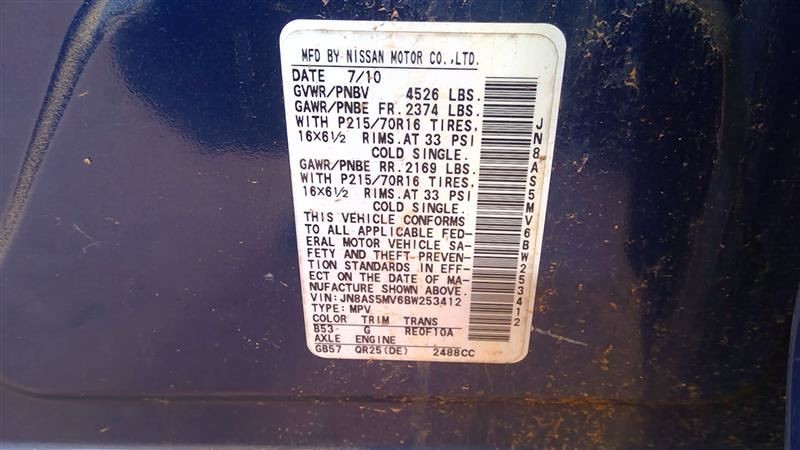 MFD BY NISSAN MOTOR CO.,LTD.
DATE 7/10
GVWR/PNBV 4526 LBS.
GAWR/PNBE FR.2374 LBS.
WITH P215/70R16 TIRES,
16X6½ RIMS.AT 33 PSI
COLD SINGLE.
GAWR/PNBE RR.2169 LBS.
WITH P215/70R16 TIRES,
16X6½ RIMS.AT 33 PSI
COLD SINGLE.
THIS VEHICLE CONFORMS
TO ALL APPLICABLE FED-
ERAL MOTOR VEHICLE SA-
FETY AND THEFT PREVEN-
TION STANDARDS IN EFF-
ECT ON THE DATE OF MA-
NUFACTURE SHOWN ABOVE.
VIN:JN8AS5MV6BW253412
TYPE:MPV
COLOR TRIM TRANS
B53 G RE0F10A
AXLE ENGINE
GB57 QR25(DE) 2488CC
JN8AS5MV6BW253412